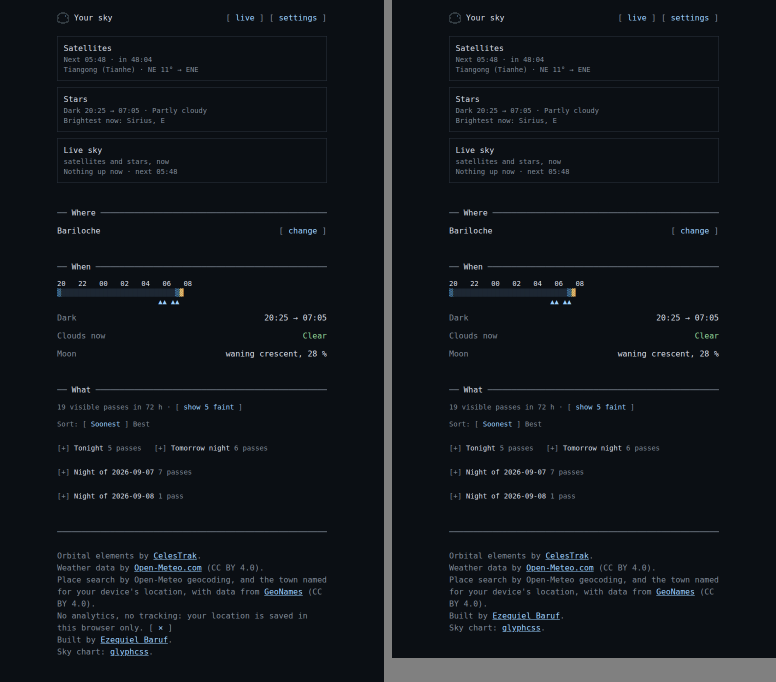 Your sky [ live ] [ settings ]
Satellites
Next 05:48 · in 48:04
Tiangong (Tianhe) · NE 11° → ENE
Stars
Dark 20:25 → 07:05 · Partly cloudy
Brightest now: Sirius, E
Live sky
satellites and stars, now
Nothing up now · next 05:48
Where
Bariloche [ change ]
When
20 22 00 02 04 06 08
▲▲ ▲▲
Dark 20:25 → 07:05
Clouds now Clear
Moon waning crescent, 28 %
What
19 visible passes in 72 h · [ show 5 faint ]
Sort: [ Soonest ] Best
[+] Tonight 5 passes [+] Tomorrow night 6 passes
[+] Night of 2026-09-07 7 passes
[+] Night of 2026-09-08 1 pass
Orbital elements by CelesTrak.
Weather data by Open-Meteo.com (CC BY 4.0).
Place search by Open-Meteo geocoding, and the town named
for your device's location, with data from GeoNames (CC
BY 4.0).
No analytics, no tracking: your location is saved in
this browser only. [ × ]
Built by Ezequiel Baruf.
Sky chart: glyphcss.
Your sky [ live ] [ settings ]
Satellites
Next 05:48 · in 48:04
Tiangong (Tianhe) · NE 11° → ENE
Stars
Dark 20:25 → 07:05 · Partly cloudy
Brightest now: Sirius, E
Live sky
satellites and stars, now
Nothing up now · next 05:48
Where
Bariloche [ change ]
When
20 22 00 02 04 06 08
▲▲ ▲▲
Dark 20:25 → 07:05
Clouds now Clear
Moon waning crescent, 28 %
What
19 visible passes in 72 h · [ show 5 faint ]
Sort: [ Soonest ] Best
[+] Tonight 5 passes [+] Tomorrow night 6 passes
[+] Night of 2026-09-07 7 passes
[+] Night of 2026-09-08 1 pass
Orbital elements by CelesTrak.
Weather data by Open-Meteo.com (CC BY 4.0).
Place search by Open-Meteo geocoding, and the town named
for your device's location, with data from GeoNames (CC
BY 4.0).
Built by Ezequiel Baruf.
Sky chart: glyphcss.